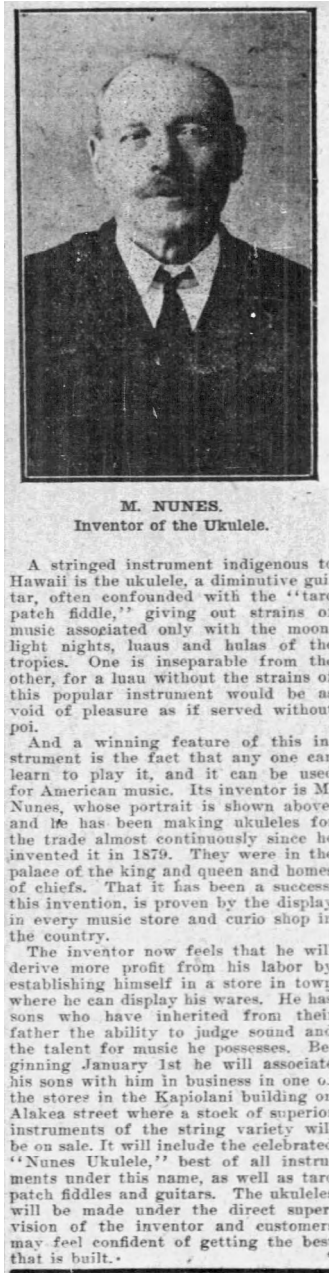 M. NUNES.
Inventor of the Ukulele.
A stringed instrument indigenous to
Hawaii is the ukulele, a diminutive gui
tar, often confounded with the "taro
patch fiddle," giving out strains of
music associated only with the moon
light nights, luaus and hulas of the
tropics. One is inseparable from the
other, for a luau without the strains of
this popular instrument would be as
void of pleasure as if served without
poi.
And a winning feature of this in
strument is the fact that any one can
learn to play it, and it can be used
for American music. Its inventor is M
Nunes, whose portrait is shown above
and he has been making ukuleles for
the trade almost continuously since he
invented it in 1879. They were in the
palace of the king and queen and homes
of chiefs. That it has been a success
this invention, is proven by the display
in every music store and curio shop in
the country.
The inventor now feels that he will
derive more profit from his labor by
establishing himself in a store in town
where he can display his wares. He has
sons who have inherited from their
father the ability to judge sound and
the talent for music he possesses. Be
ginning January 1st he will associate
his sons with him in business in one of
the stores in the Kapiolani building on
Alakea street where a stock of superior
instruments of the string variety will
be on sale. It will include the celebrated
"Nunes Ukulele," best of all instru
ments under this name, as well as taro
patch fiddles and guitars. The ukuleles
will be made under the direct super
vision of the inventor and customers
may feel confident of getting the best
that is built.